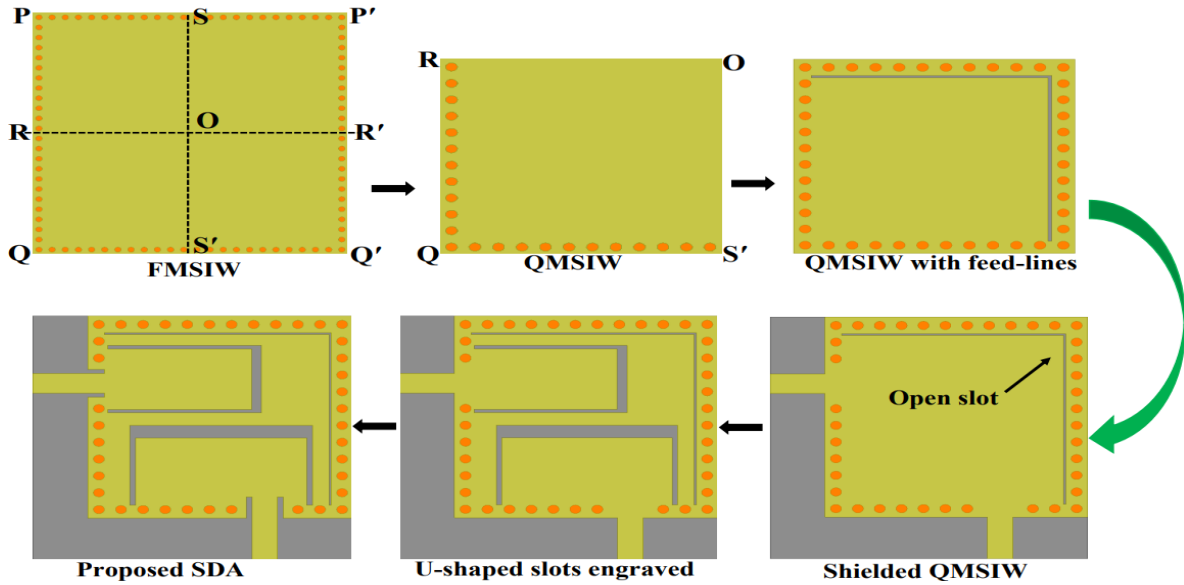 P S P′
R O R′
Q S′ Q′
FMSIW
R O
Q S′
QMSIW
QMSIW with feed-lines
Proposed SDA
U-shaped slots engraved
Open slot
Shielded QMSIW